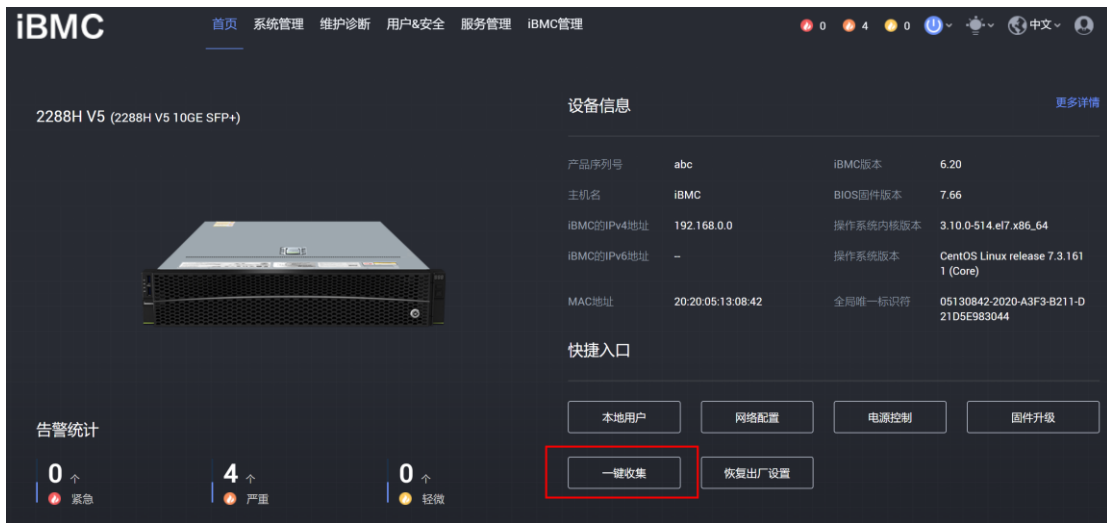 iBMC 首页 系统管理 维护诊断 用户&安全 服务管理 iBMC管理 0 4 0 中文
2288H V5 (2288H V5 10GE SFP+)
设备信息 更多详情
产品序列号 abc iBMC版本 6.20
主机名 iBMC BIOS固件版本 7.66
iBMC的IPv4地址 192.168.0.0 操作系统内核版本 3.10.0-514.el7.x86_64
iBMC的IPv6地址 -- 操作系统版本 CentOS Linux release 7.3.161
1 (Core)
MAC地址 20:20:05:13:08:42 全局唯一标识符 05130842-2020-A3F3-B211-D
21D5E983044
快捷入口
本地用户 网络配置 电源控制 固件升级
一键收集 恢复出厂设置
告警统计
0 个 4 个 0 个
紧急 严重 轻微